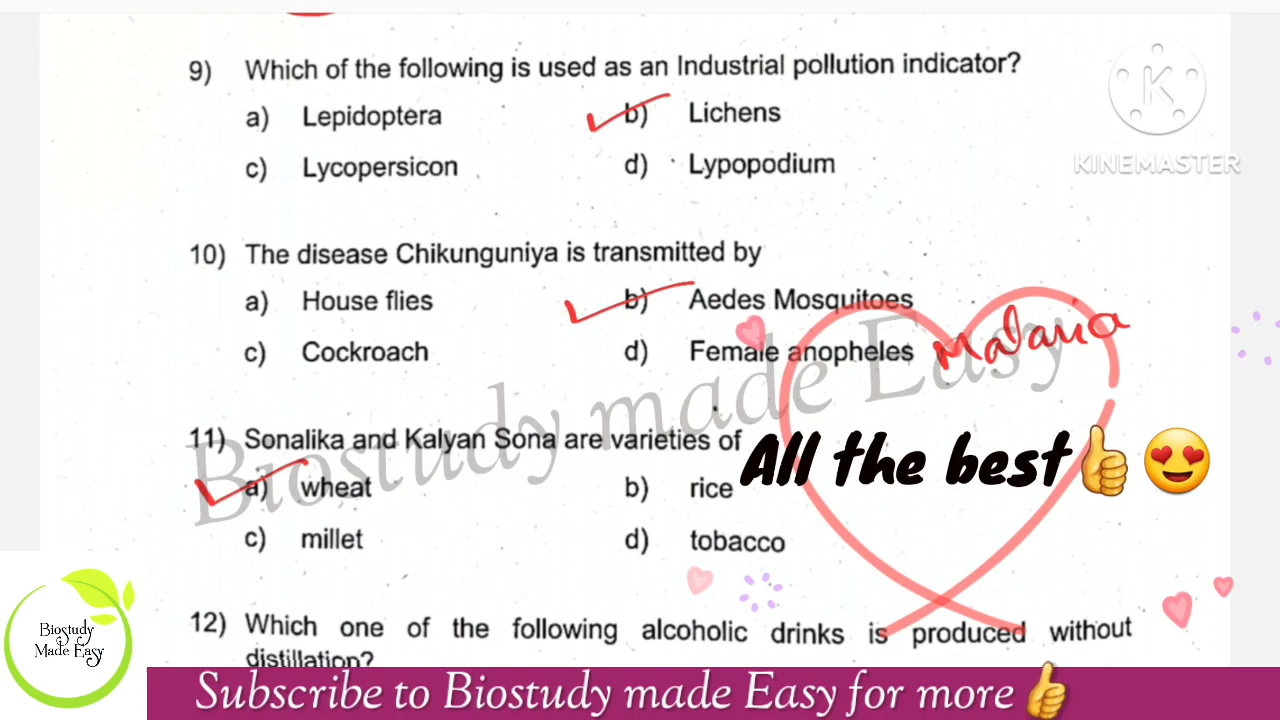 9) Which of the following is used as an Industrial pollution indicator?
a) Lepidoptera b) Lichens
c) Lycopersicon d) Lypopodium
K
KINEMASTER
10) The disease Chikunguniya is transmitted by
a) House flies b) Aedes Mosquitoes
c) Cockroach d) Female anopheles Malaria
Biostudy made Easy
11) Sonalika and Kalyan Sona are varieties of
All the best👍😍
a) wheat b) rice
c) millet d) tobacco
12) Which one of the following alcoholic drinks is produced without
distillation?
Biostudy
Made Easy
Subscribe to Biostudy made Easy for more👍